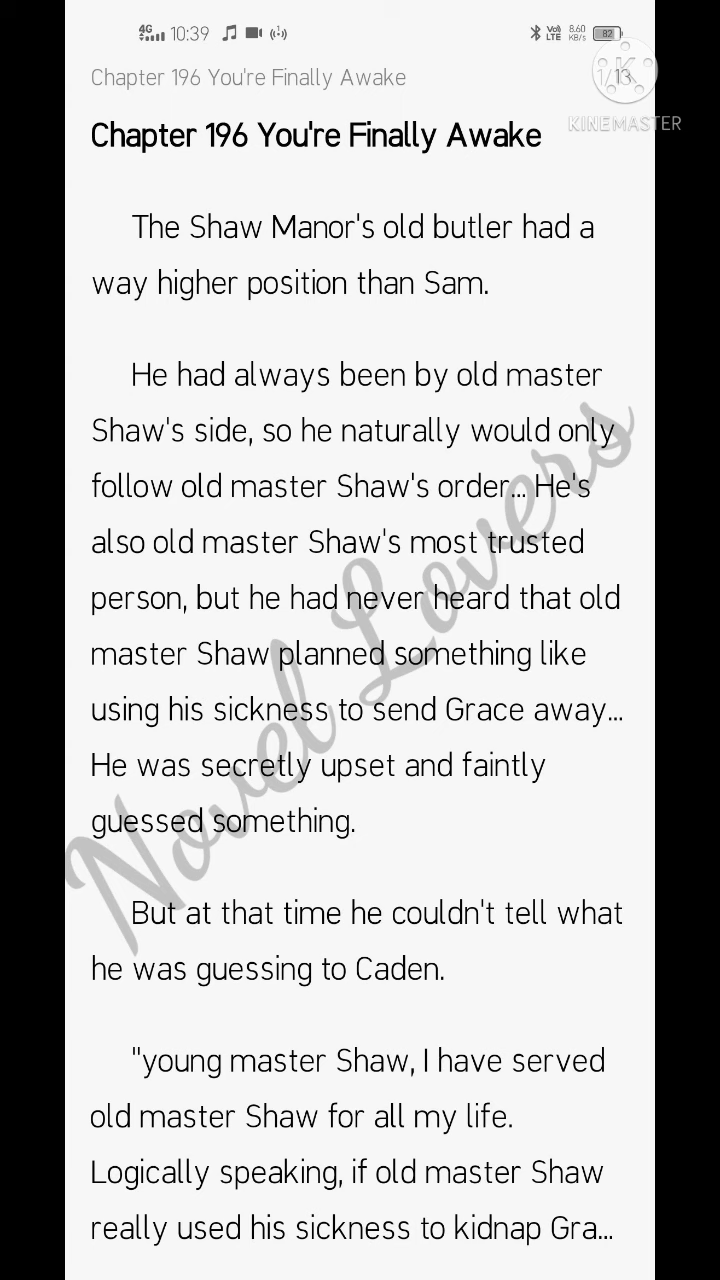 4G 10:39 Vo) LTE 8.60 KB/s 82
Chapter 196 You're Finally Awake 1/13
K
KINEMASTER
Chapter 196 You're Finally Awake
The Shaw Manor's old butler had a
way higher position than Sam.
He had always been by old master
Shaw's side, so he naturally would only
follow old master Shaw's order... He's
also old master Shaw's most trusted
person, but he had never heard that old
master Shaw planned something like
using his sickness to send Grace away...
He was secretly upset and faintly
guessed something.
But at that time he couldn't tell what
he was guessing to Caden.
"young master Shaw, I have served
old master Shaw for all my life.
Logically speaking, if old master Shaw
really used his sickness to kidnap Gra...
Novel Lovers